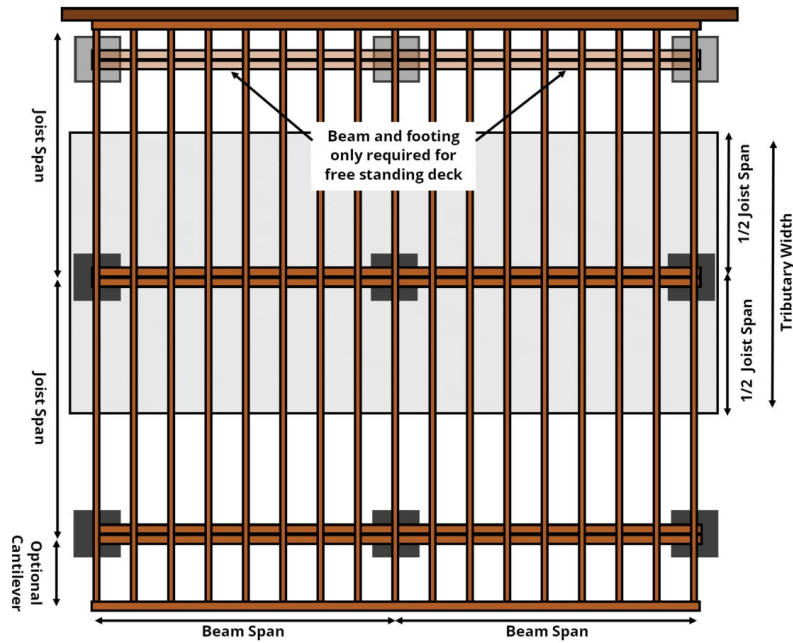 Joist Span
Beam and footing
only required for
free standing deck
1/2 Joist Span
Tributary Width
1/2 Joist Span
Joist Span
Optional
Cantilever
Beam Span
Beam Span